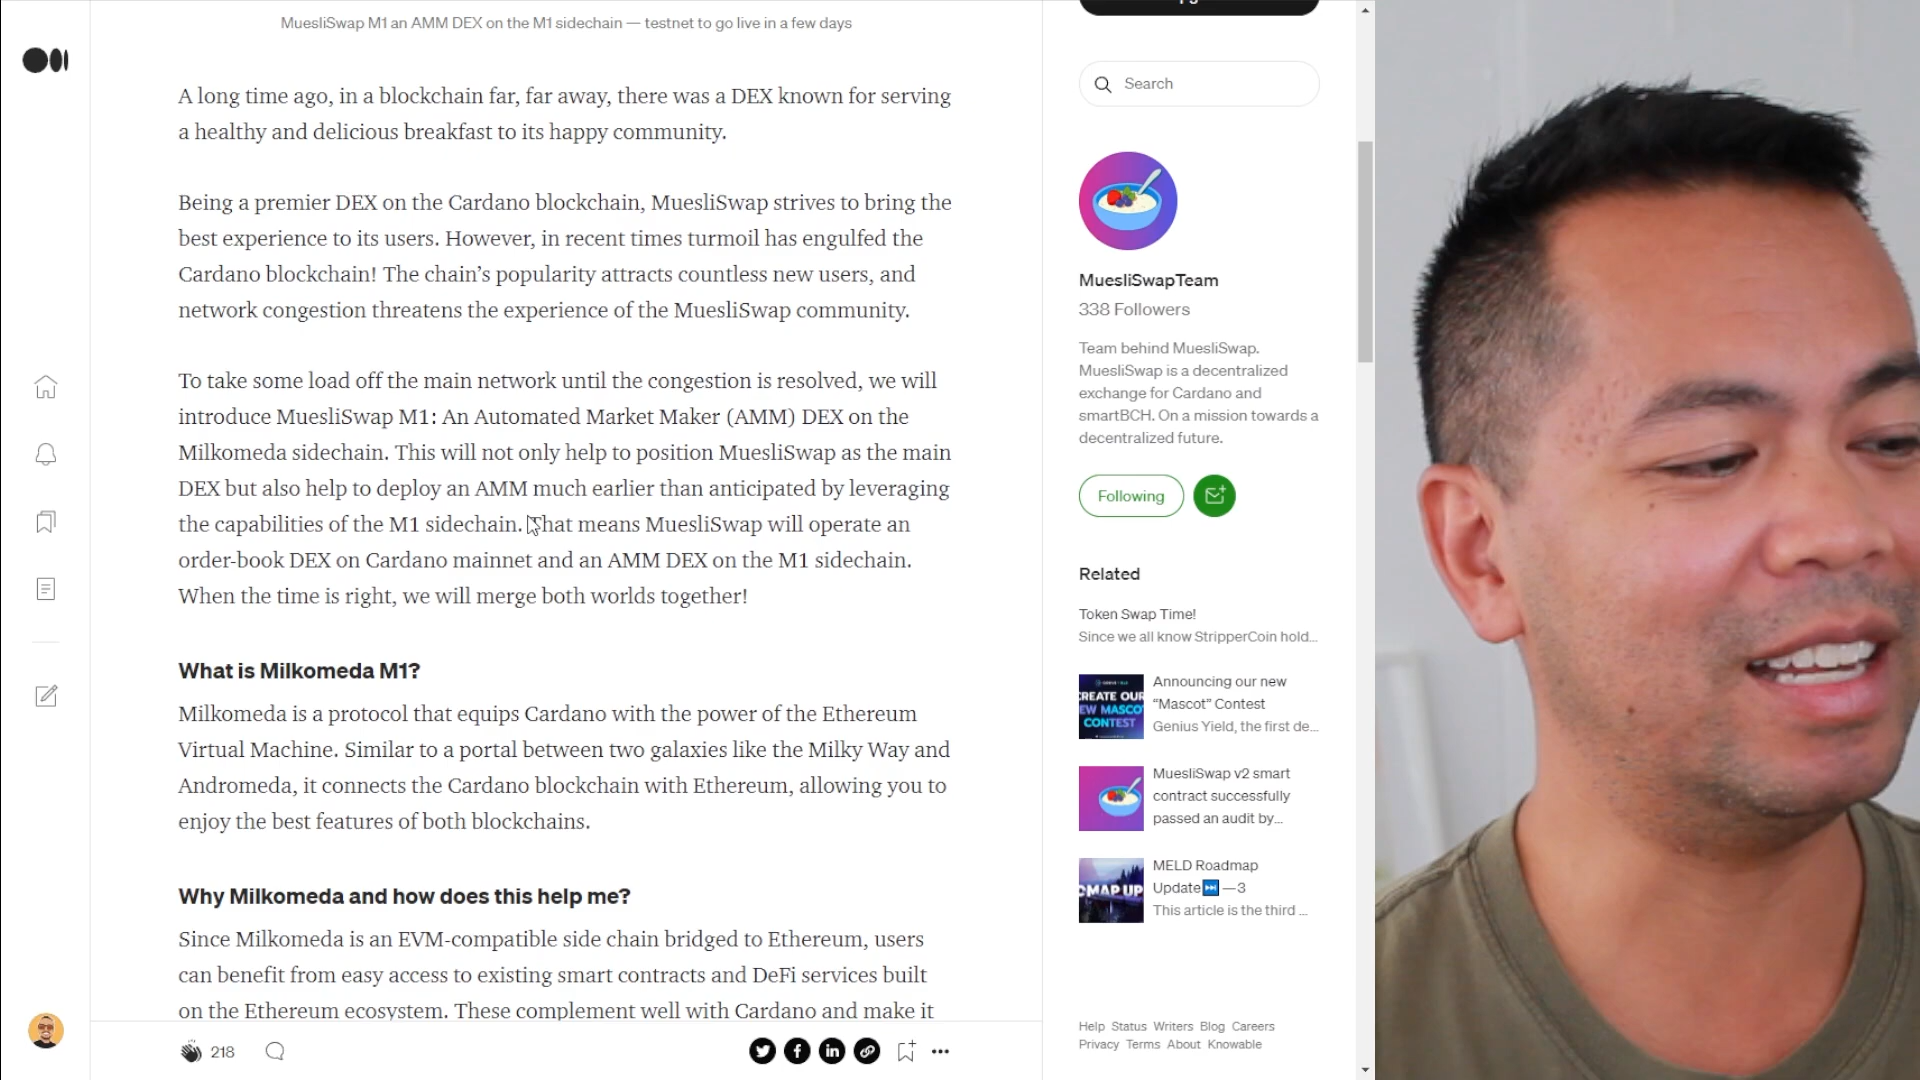 MuesliSwap M1 an AMM DEX on the M1 sidechain — testnet to go live in a few days
A long time ago, in a blockchain far, far away, there was a DEX known for serving
a healthy and delicious breakfast to its happy community.
Being a premier DEX on the Cardano blockchain, MuesliSwap strives to bring the
best experience to its users. However, in recent times turmoil has engulfed the
Cardano blockchain! The chain’s popularity attracts countless new users, and
network congestion threatens the experience of the MuesliSwap community.
To take some load off the main network until the congestion is resolved, we will
introduce MuesliSwap M1: An Automated Market Maker (AMM) DEX on the
Milkomeda sidechain. This will not only help to position MuesliSwap as the main
DEX but also help to deploy an AMM much earlier than anticipated by leveraging
the capabilities of the M1 sidechain. That means MuesliSwap will operate an
order-book DEX on Cardano mainnet and an AMM DEX on the M1 sidechain.
When the time is right, we will merge both worlds together!
What is Milkomeda M1?
Milkomeda is a protocol that equips Cardano with the power of the Ethereum
Virtual Machine. Similar to a portal between two galaxies like the Milky Way and
Andromeda, it connects the Cardano blockchain with Ethereum, allowing you to
enjoy the best features of both blockchains.
Why Milkomeda and how does this help me?
Since Milkomeda is an EVM-compatible side chain bridged to Ethereum, users
can benefit from easy access to existing smart contracts and DeFi services built
on the Ethereum ecosystem. These complement well with Cardano and make it
218
Search
MuesliSwapTeam
338 Followers
Team behind MuesliSwap.
MuesliSwap is a decentralized
exchange for Cardano and
smartBCH. On a mission towards a
decentralized future.
Following
Related
Token Swap Time!
Since we all know StripperCoin hold...
CREATE OUR
NEW MASCOT
CONTEST
Announcing our new
“Mascot” Contest
Genius Yield, the first de...
MuesliSwap v2 smart
contract successfully
passed an audit by...
MAP UP
MELD Roadmap
Update⏭️ —3
This article is the third ...
Help Status Writers Blog Careers
Privacy Terms About Knowable